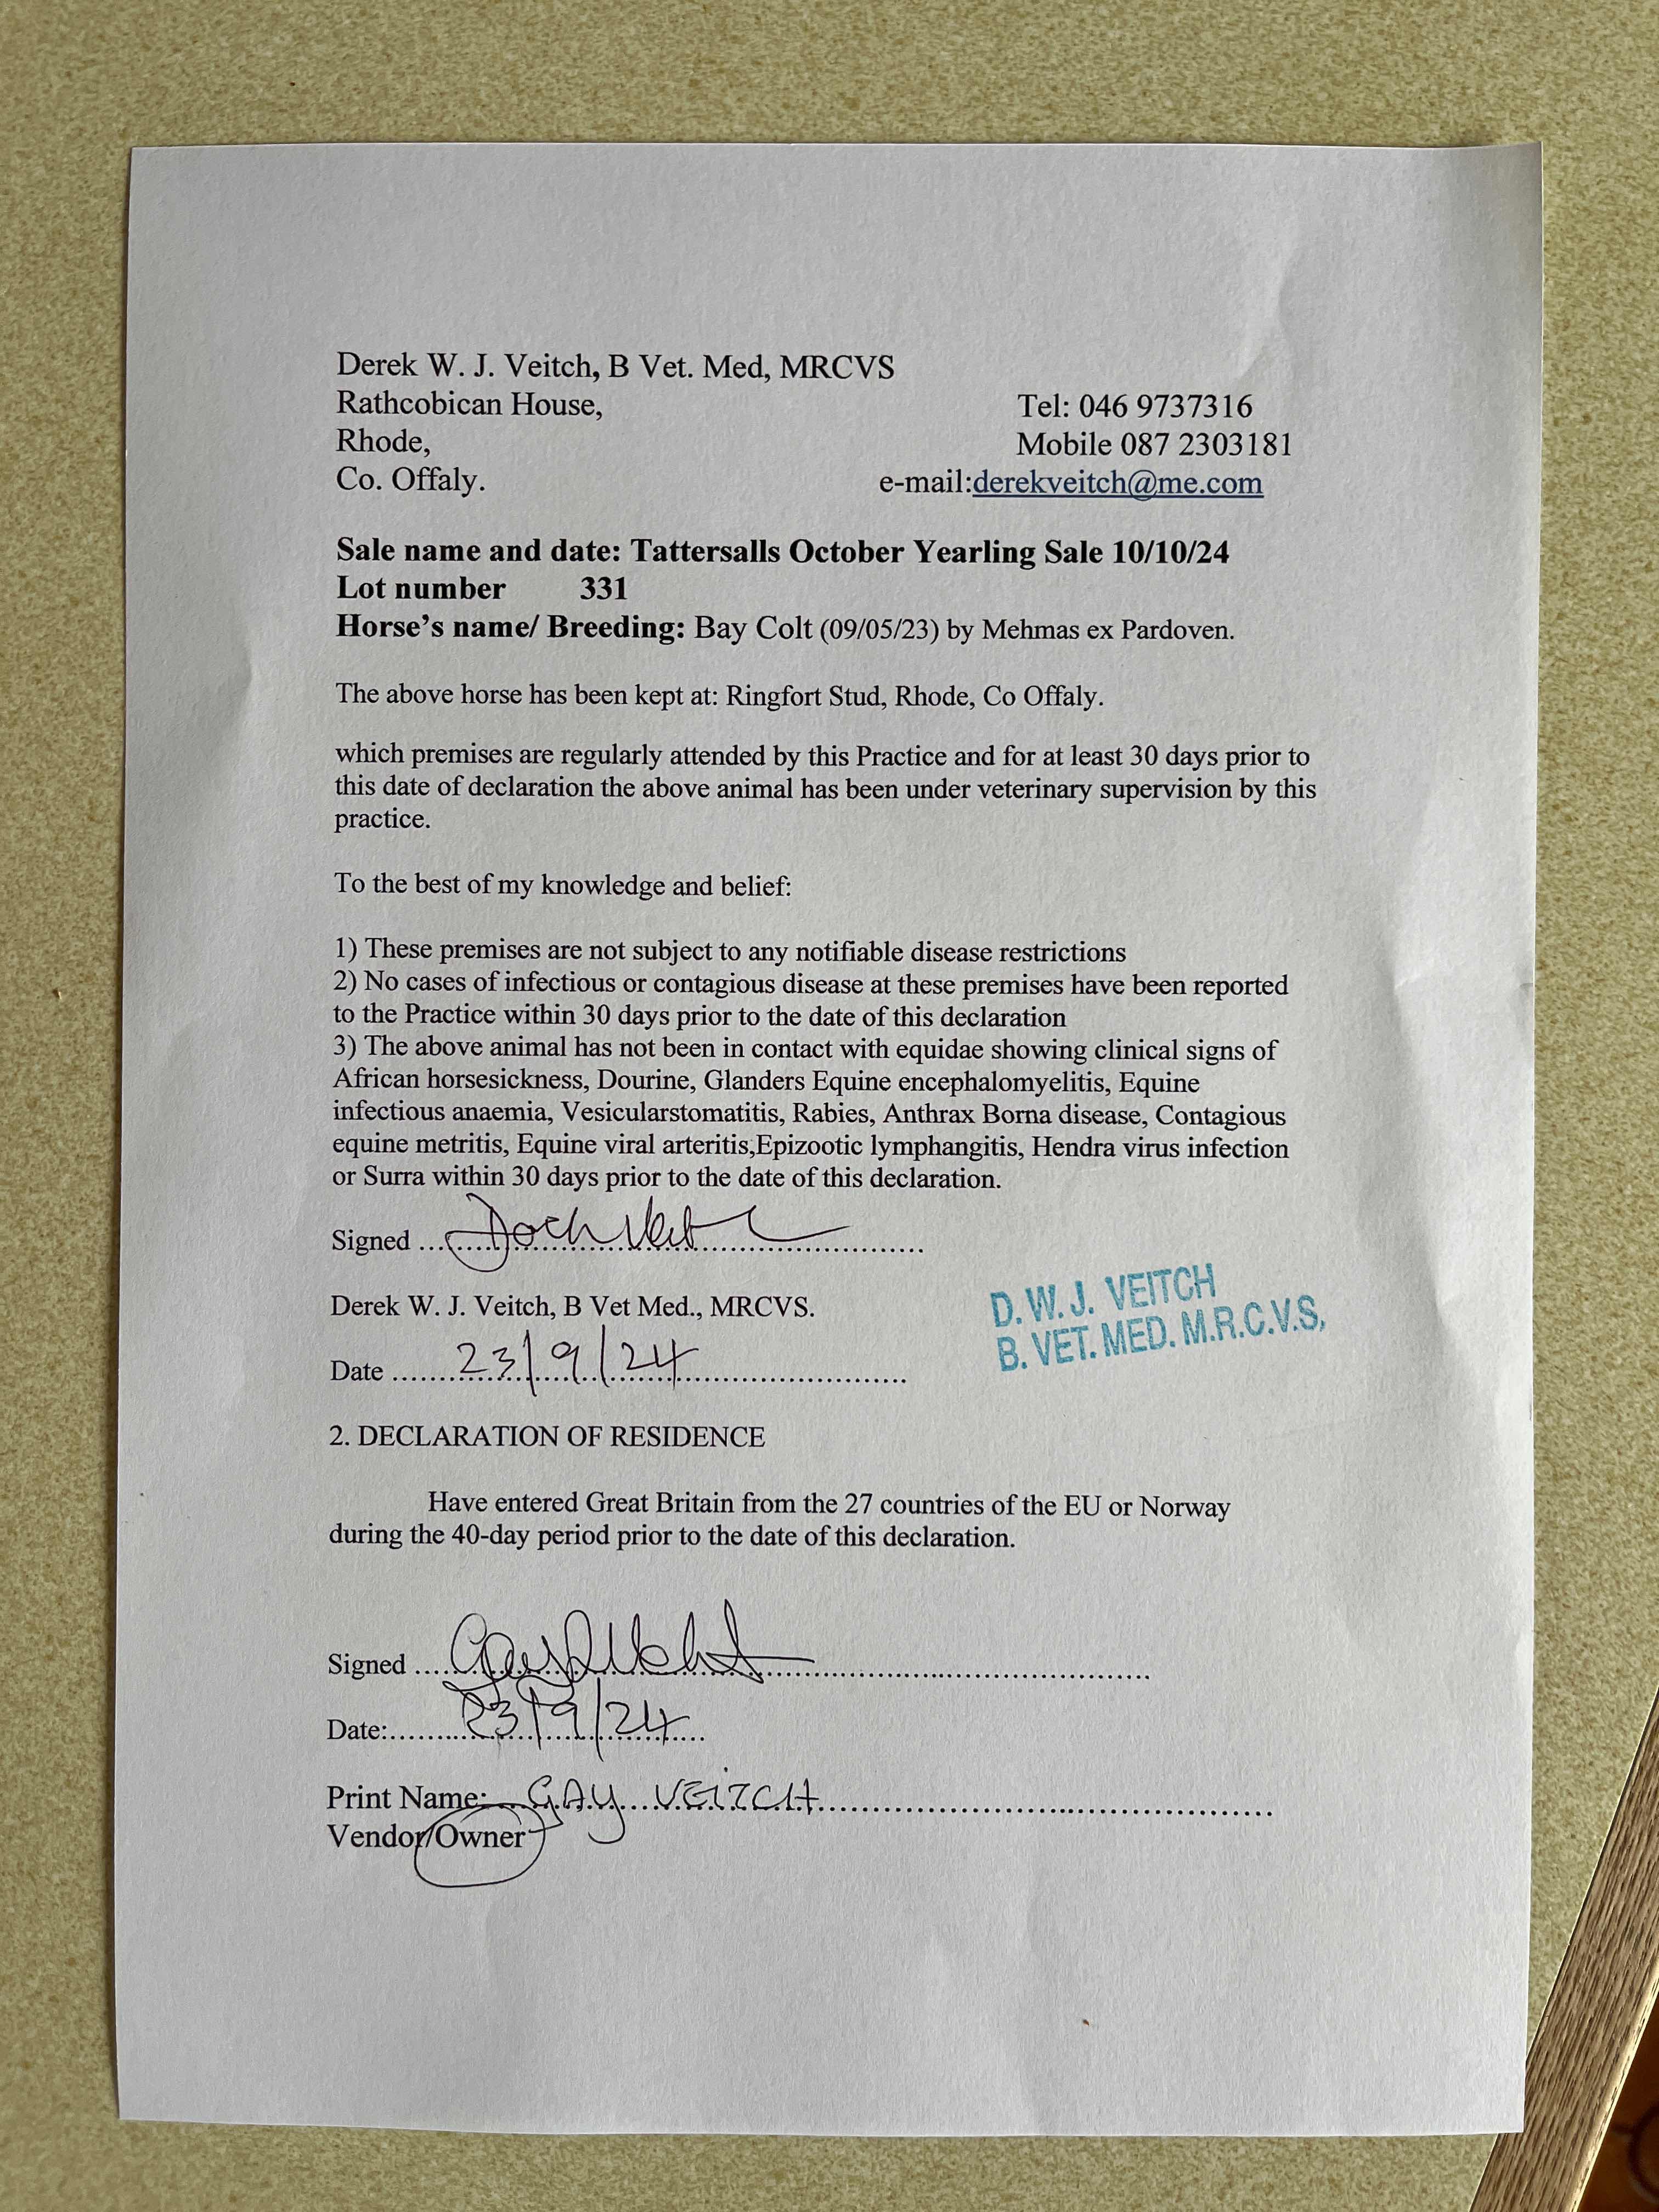 Derek W. J. Veitch, B Vet. Med, MRCVS
Rathcobican House,
Tel: 046 9737316
Rhode,
Mobile 087 2303181
Co. Offaly.
e-mail:derekveitch@me.com
Sale name and date: Tattersalls October Yearling Sale 10/10/24
Lot number 331
Horse's name/ Breeding: Bay Colt (09/05/23) by Mehmas ex Pardoven.
The above horse has been kept at: Ringfort Stud, Rhode, Co Offaly.
which premises are regularly attended by this Practice and for at least 30 days prior to
this date of declaration the above animal has been under veterinary supervision by this
practice.
To the best of my knowledge and belief:
1) These premises are not subject to any notifiable disease restrictions
2) No cases of infectious or contagious disease at these premises have been reported
to the Practice within 30 days prior to the date of this declaration
3) The above animal has not been in contact with equidae showing clinical signs of
African horsesickness, Dourine, Glanders Equine encephalomyelitis, Equine
infectious anaemia, Vesicularstomatitis, Rabies, Anthrax Borna disease, Contagious
equine metritis, Equine viral arteritis,Epizootic lymphangitis, Hendra virus infection
or Surra within 30 days prior to the date of this declaration.
Signed
Derek W. J. Veitch, B Vet Med., MRCVS.
D. W. J. VEITCH
B. VET. MED. M.R.C.V.S.
Date 23/9/24
2. DECLARATION OF RESIDENCE
Have entered Great Britain from the 27 countries of the EU or Norway
during the 40-day period prior to the date of this declaration.
Signed
Date: 23/9/24
Print Name: GAY VEITCH
Vendor/Owner